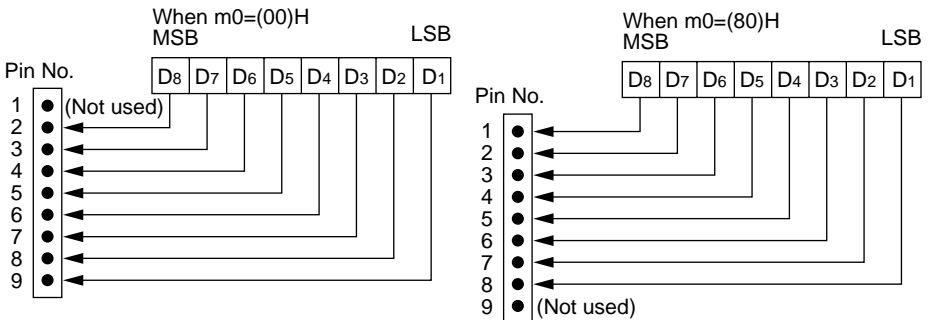 When m0=(00)H
MSB LSB
D8 D7 D6 D5 D4 D3 D2 D1
Pin No.
1 (Not used)
2
3
4
5
6
7
8
9
When m0=(80)H
MSB LSB
D8 D7 D6 D5 D4 D3 D2 D1
Pin No.
1
2
3
4
5
6
7
8
9 (Not used)